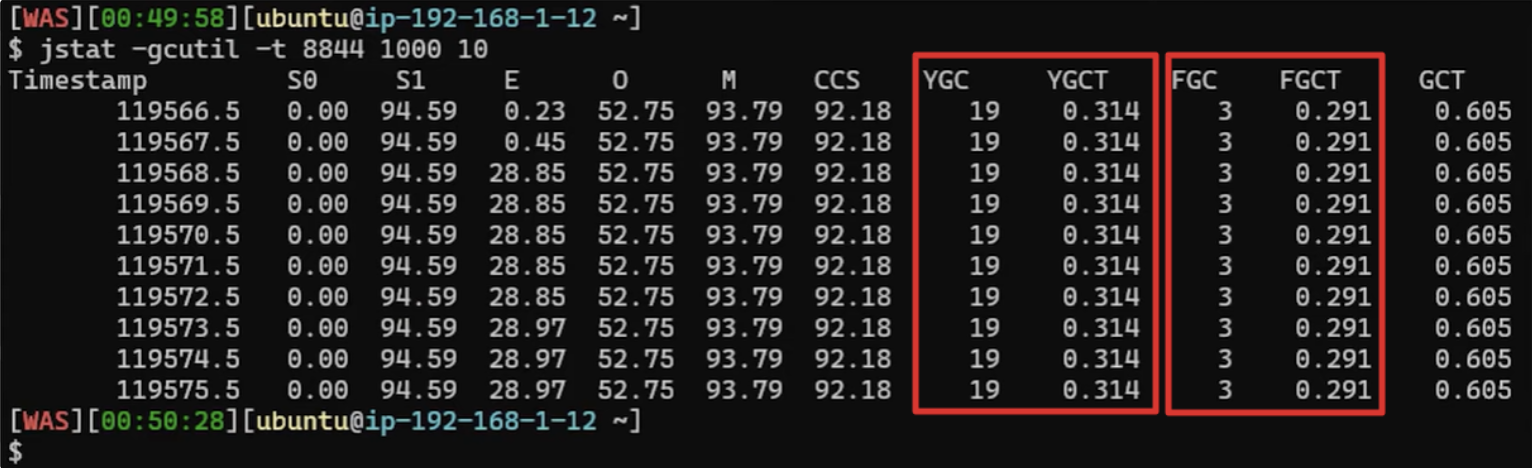 [WAS][00:49:58][ubuntu@ip-192-168-1-12 ~]
$ jstat -gcutil -t 8844 1000 10
Timestamp S0 S1 E O M CCS YGC YGCT FGC FGCT GCT
119566.5 0.00 94.59 0.23 52.75 93.79 92.18 19 0.314 3 0.291 0.605
119567.5 0.00 94.59 0.45 52.75 93.79 92.18 19 0.314 3 0.291 0.605
119568.5 0.00 94.59 28.85 52.75 93.79 92.18 19 0.314 3 0.291 0.605
119569.5 0.00 94.59 28.85 52.75 93.79 92.18 19 0.314 3 0.291 0.605
119570.5 0.00 94.59 28.85 52.75 93.79 92.18 19 0.314 3 0.291 0.605
119571.5 0.00 94.59 28.85 52.75 93.79 92.18 19 0.314 3 0.291 0.605
119572.5 0.00 94.59 28.85 52.75 93.79 92.18 19 0.314 3 0.291 0.605
119573.5 0.00 94.59 28.97 52.75 93.79 92.18 19 0.314 3 0.291 0.605
119574.5 0.00 94.59 28.97 52.75 93.79 92.18 19 0.314 3 0.291 0.605
119575.5 0.00 94.59 28.97 52.75 93.79 92.18 19 0.314 3 0.291 0.605
[WAS][00:50:28][ubuntu@ip-192-168-1-12 ~]
$